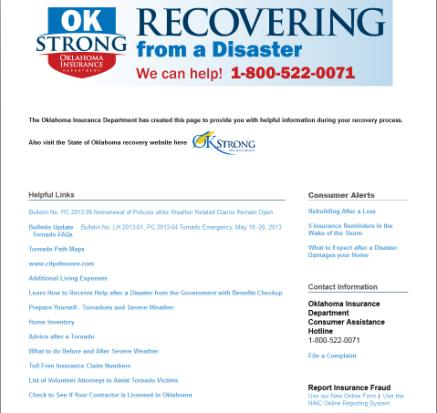 OK
STRONG
OKLAHOMA
INSURANCE
DEPARTMENT
RECOVERING
from a Disaster
We can help! 1-800-522-0071
The Oklahoma Insurance Department has created this page to provide you with helpful information during your recovery process.
Also visit the State of Oklahoma recovery website here OKSTRONG
Helpful Links
Bulletin No. PC 2013-05 Nonrenewal of Policies while Weather Related Claims Remain Open
Bulletin Update Bulletin No. LH 2013-01, PC 2013-04 Tornado Emergency, May 19 -20, 2013
Tornado FAQs
Tornado Path Maps
www.cityofmoore.com
Additional Living Expenses
Learn How to Receive Help after a Disaster from the Government with Benefits Checkup
Prepare Yourself - Tornadoes and Severe Weather
Home Inventory
Advice after a Tornado
What to do Before and After Severe Weather
Toll Free Insurance Claim Numbers
List of Volunteer Attorneys to Assist Tornado Victims
Check to See If Your Contractor is Licensed in Oklahoma
Consumer Alerts
Rebuilding After a Loss
5 Insurance Reminders in the
Wake of the Storm
What to Expect after a Disaster
Damages your Home
Contact Information
Oklahoma Insurance
Department
Consumer Assistance
Hotline
1-800-522-0071
File a Complaint
Report Insurance Fraud
Use our New Online Form | Use the
NAIC Online Reporting System